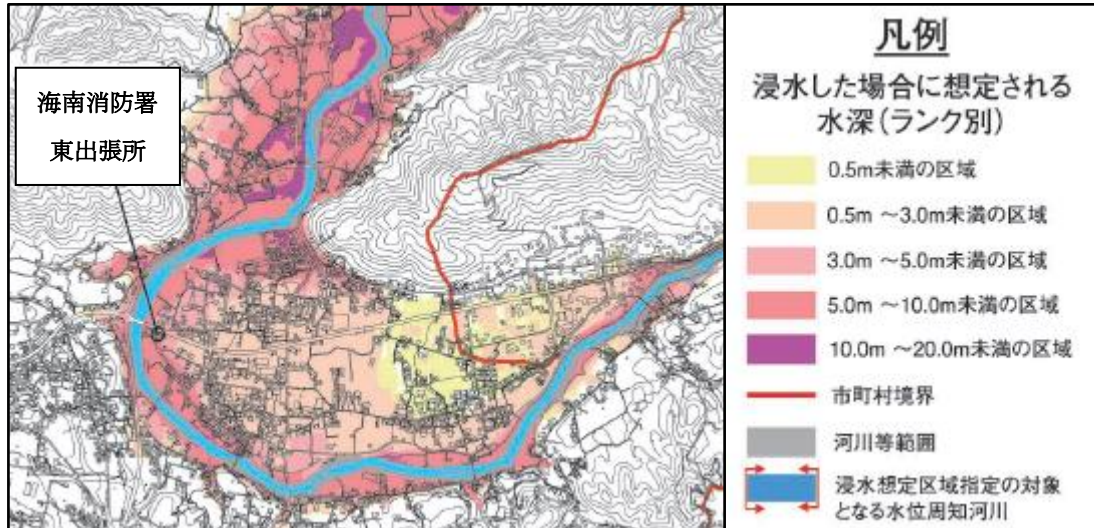 海南消防署
東出張所
凡例
浸水した場合に想定される
水深(ランク別)
0.5m未満の区域
0.5m ～3.0m未満の区域
3.0m ～5.0m未満の区域
5.0m ～10.0m未満の区域
10.0m ～20.0m未満の区域
市町村境界
河川等範囲
浸水想定区域指定の対象
となる水位周知河川